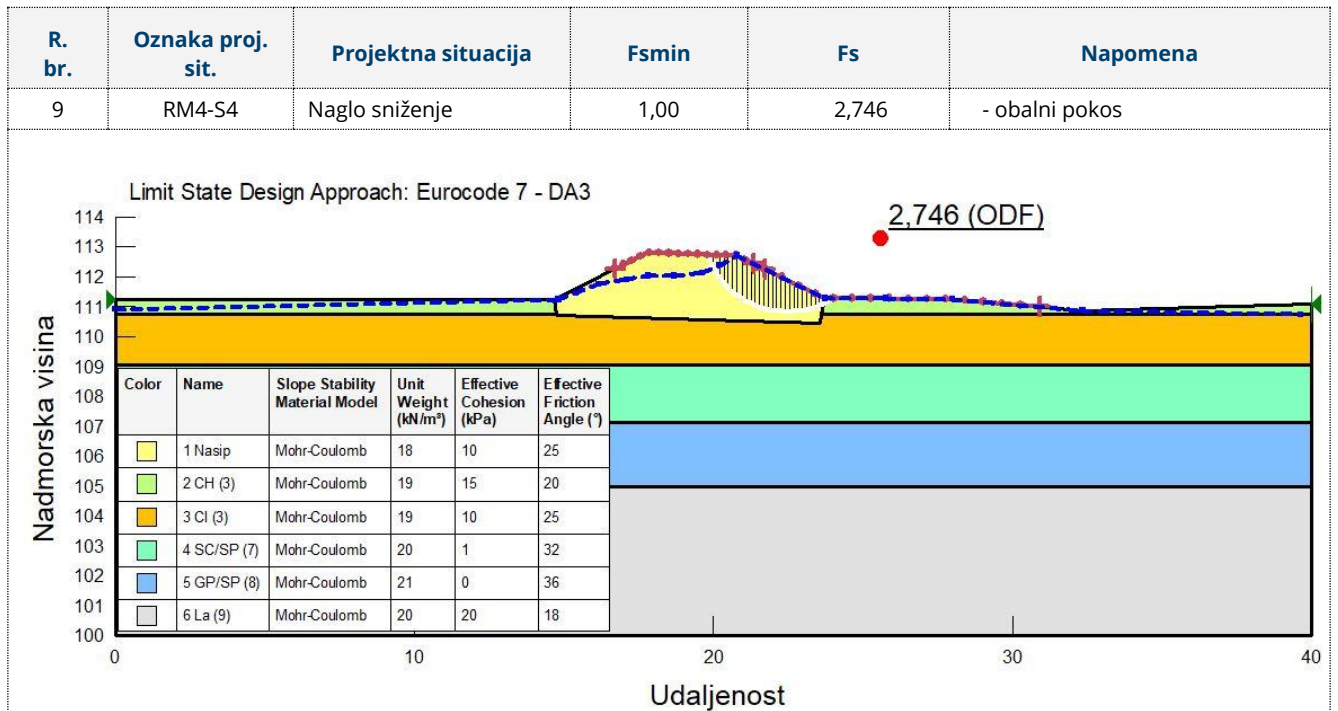 R. br. Oznaka proj. sit. Projektna situacija Fsmin Fs Napomena
9 RM4-S4 Naglo sniženje 1,00 2,746 - obalni pokos
Limit State Design Approach: Eurocode 7 - DA3
2,746 (ODF)
Nadmorska visina
114
113
112
111
110
109
108
107
106
105
104
103
102
101
100
Color Name Slope Stability Material Model Unit Weight (kN/m³) Effective Cohesion (kPa) Effective Friction Angle (°)
1 Nasip Mohr-Coulomb 18 10 25
2 CH (3) Mohr-Coulomb 19 15 20
3 CI (3) Mohr-Coulomb 19 10 25
4 SC/SP (7) Mohr-Coulomb 20 1 32
5 GP/SP (8) Mohr-Coulomb 21 0 36
6 La (9) Mohr-Coulomb 20 20 18
0 10 20 30 40
Udaljenost